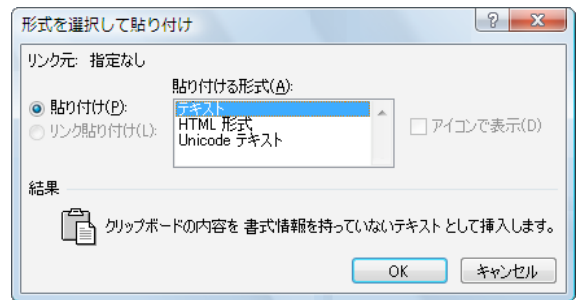 形式を選択して貼り付け
リンク元: 指定なし
貼り付ける形式(A):
貼り付け(P):
リンク貼り付け(L):
テキスト
HTML 形式
Unicode テキスト
アイコンで表示(D)
結果
クリップボードの内容を 書式情報を持っていないテキスト として挿入します。
OK
キャンセル